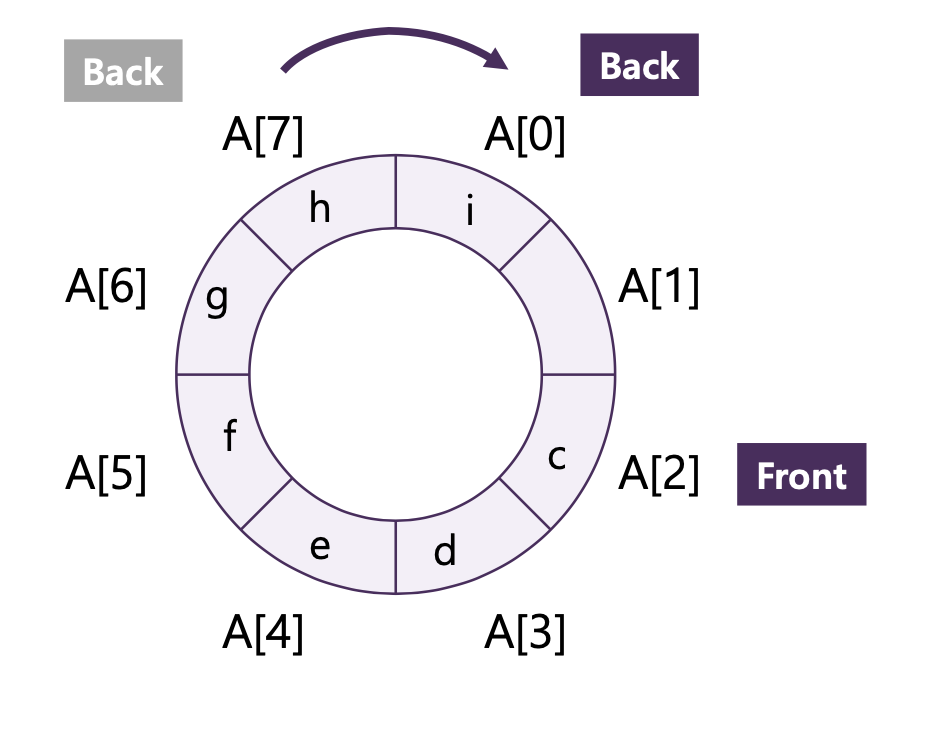 Back
Back
A[7]
A[0]
h
i
A[6]
g
A[1]
f
c
A[5]
A[2]
Front
e
d
A[4]
A[3]